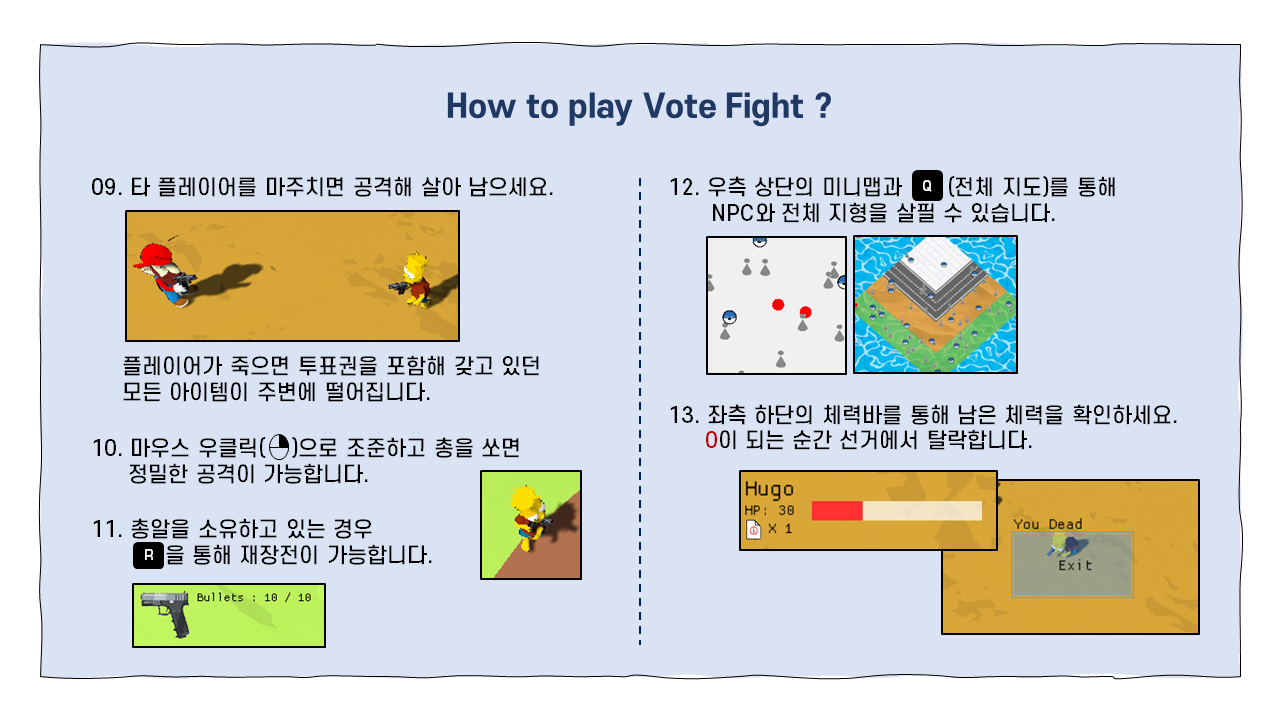 How to play Vote Fight ?
09. 타 플레이어를 마주치면 공격해 살아 남으세요.
플레이어가 죽으면 투표권을 포함해 갖고 있던
모든 아이템이 주변에 떨어집니다.
10. 마우스 우클릭()으로 조준하고 총을 쏘면
정밀한 공격이 가능합니다.
11. 총알을 소유하고 있는 경우
R을 통해 재장전이 가능합니다.
Bullets : 10 / 10
12. 우측 상단의 미니맵과 Q (전체 지도)를 통해
NPC와 전체 지형을 살필 수 있습니다.
13. 좌측 하단의 체력바를 통해 남은 체력을 확인하세요.
0이 되는 순간 선거에서 탈락합니다.
Hugo
HP: 30
X 1
You Dead
Exit